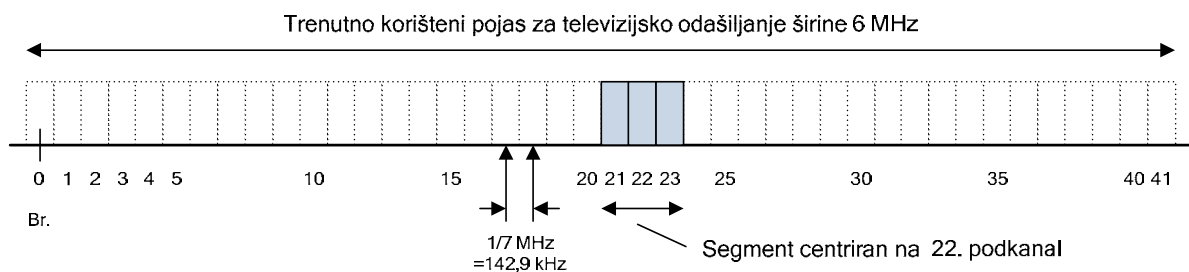 Trenutno korišteni pojas za televizijsko odašiljanje širine 6 MHz
0 1 2 3 4 5 10 15 20 21 22 23 25 30 35 40 41
Br.
1/7 MHz
=142,9 kHz
Segment centriran na 22. podkanal